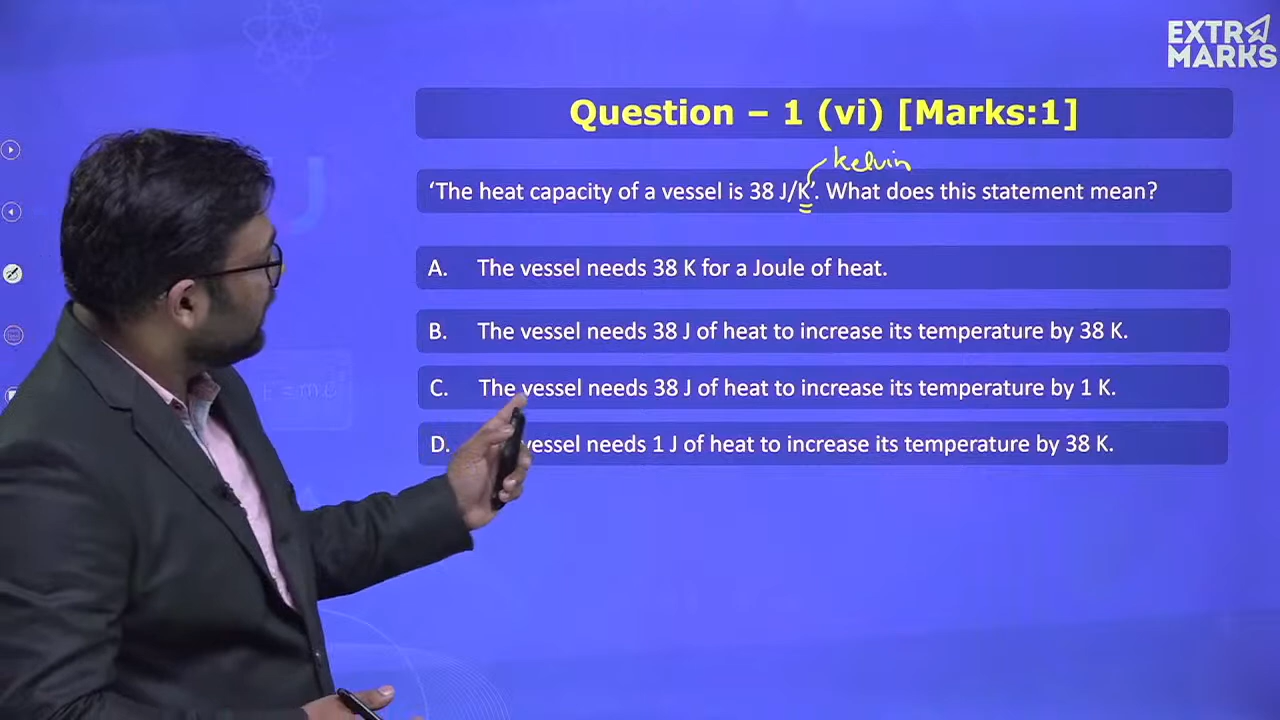 EXTRA
MARKS
Question – 1 (vi) [Marks:1]
kelvin
‘The heat capacity of a vessel is 38 J/K’. What does this statement mean?
A. The vessel needs 38 K for a Joule of heat.
B. The vessel needs 38 J of heat to increase its temperature by 38 K.
C. The vessel needs 38 J of heat to increase its temperature by 1 K.
D. vessel needs 1 J of heat to increase its temperature by 38 K.